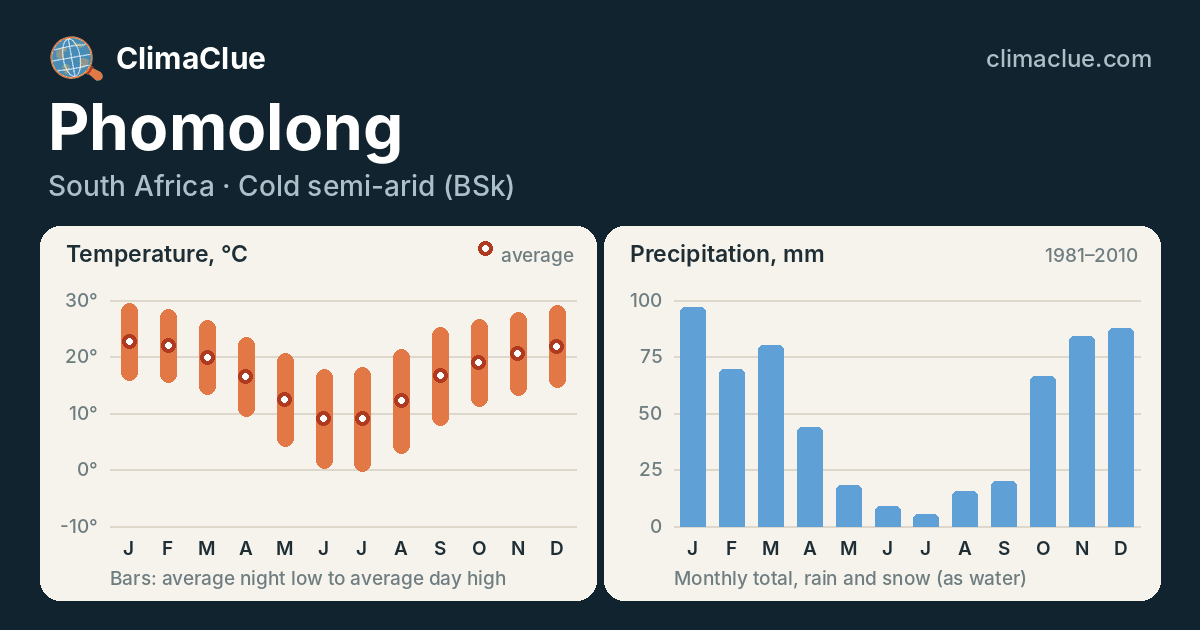 ClimaClue
climaclue.com
Phomolong
South Africa · Cold semi-arid (BSk)
Temperature, °C
average
30°
20°
10°
0°
-10°
J F M A M J J A S O N D
Bars: average night low to average day high
Precipitation, mm
1981–2010
100
75
50
25
0
J F M A M J J A S O N D
Monthly total, rain and snow (as water)